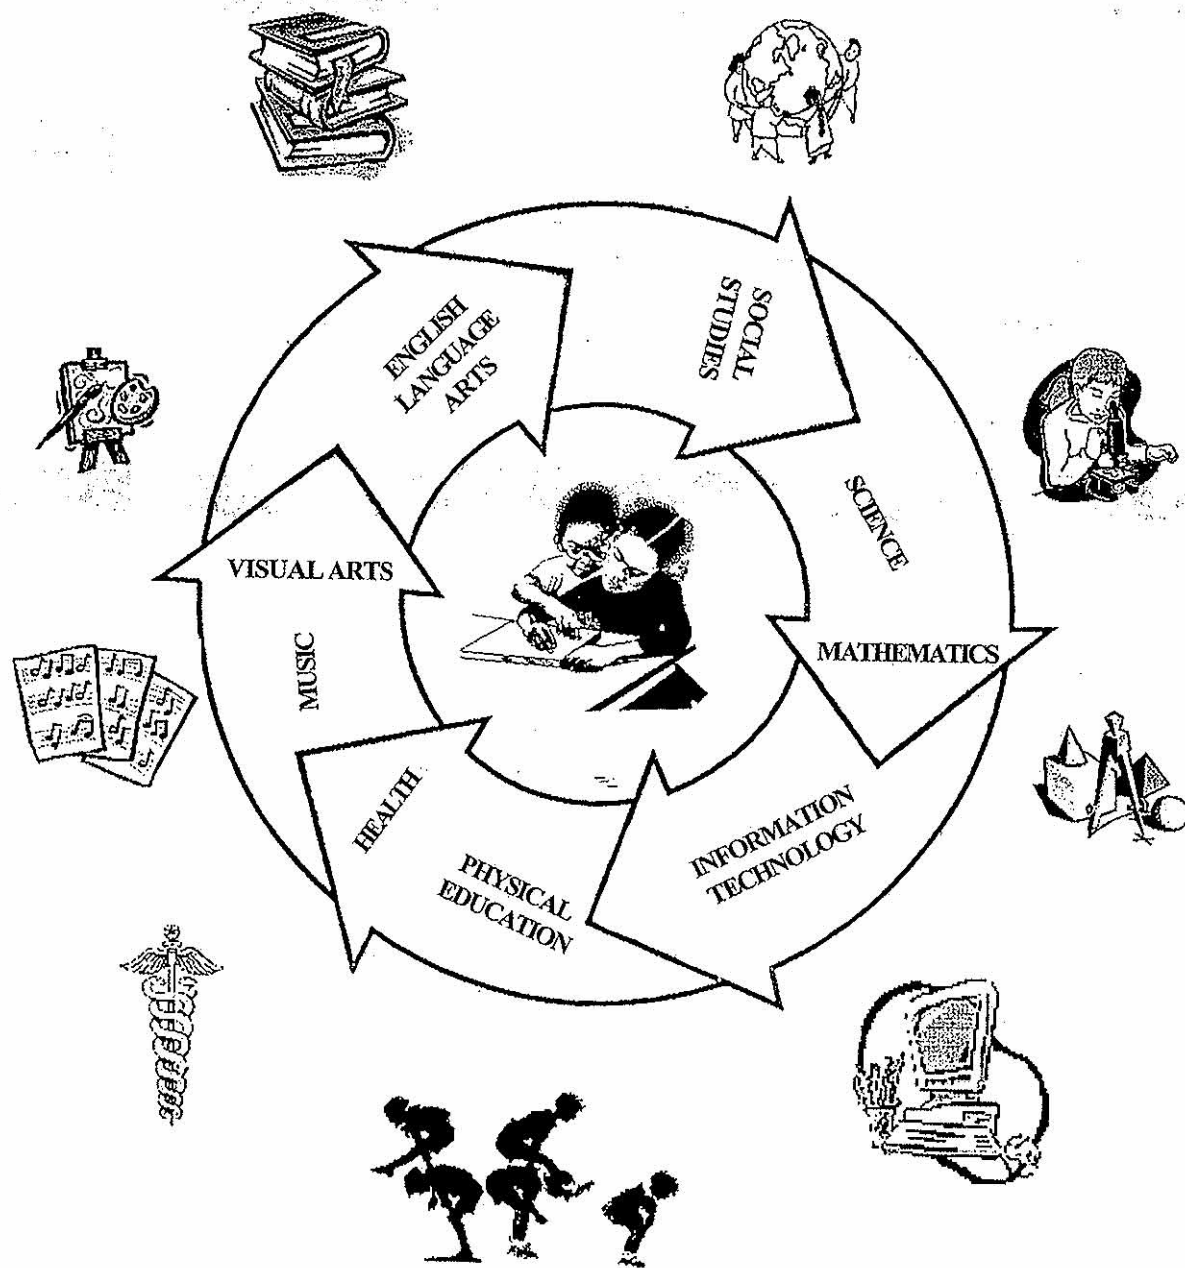 ENGLISH
LANGUAGE
ARTS
SOCIAL
STUDIES
SCIENCE
MATHEMATICS
INFORMATION
TECHNOLOGY
PHYSICAL
EDUCATION
HEALTH
MUSIC
VISUAL ARTS